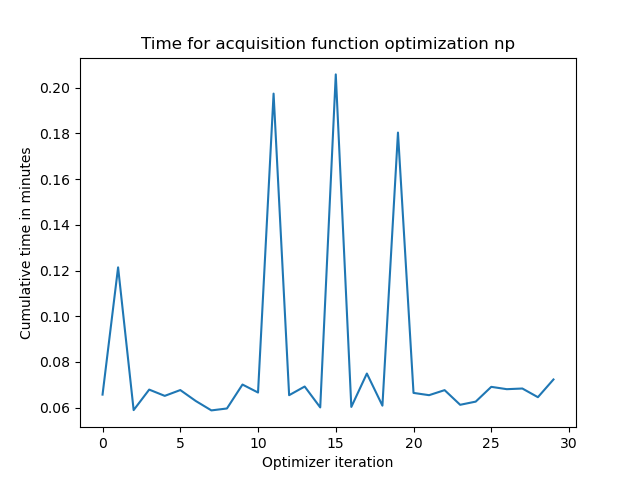 Time for acquisition function optimization np
Cumulative time in minutes
0.20
0.18
0.16
0.14
0.12
0.10
0.08
0.06
0 5 10 15 20 25 30
Optimizer iteration